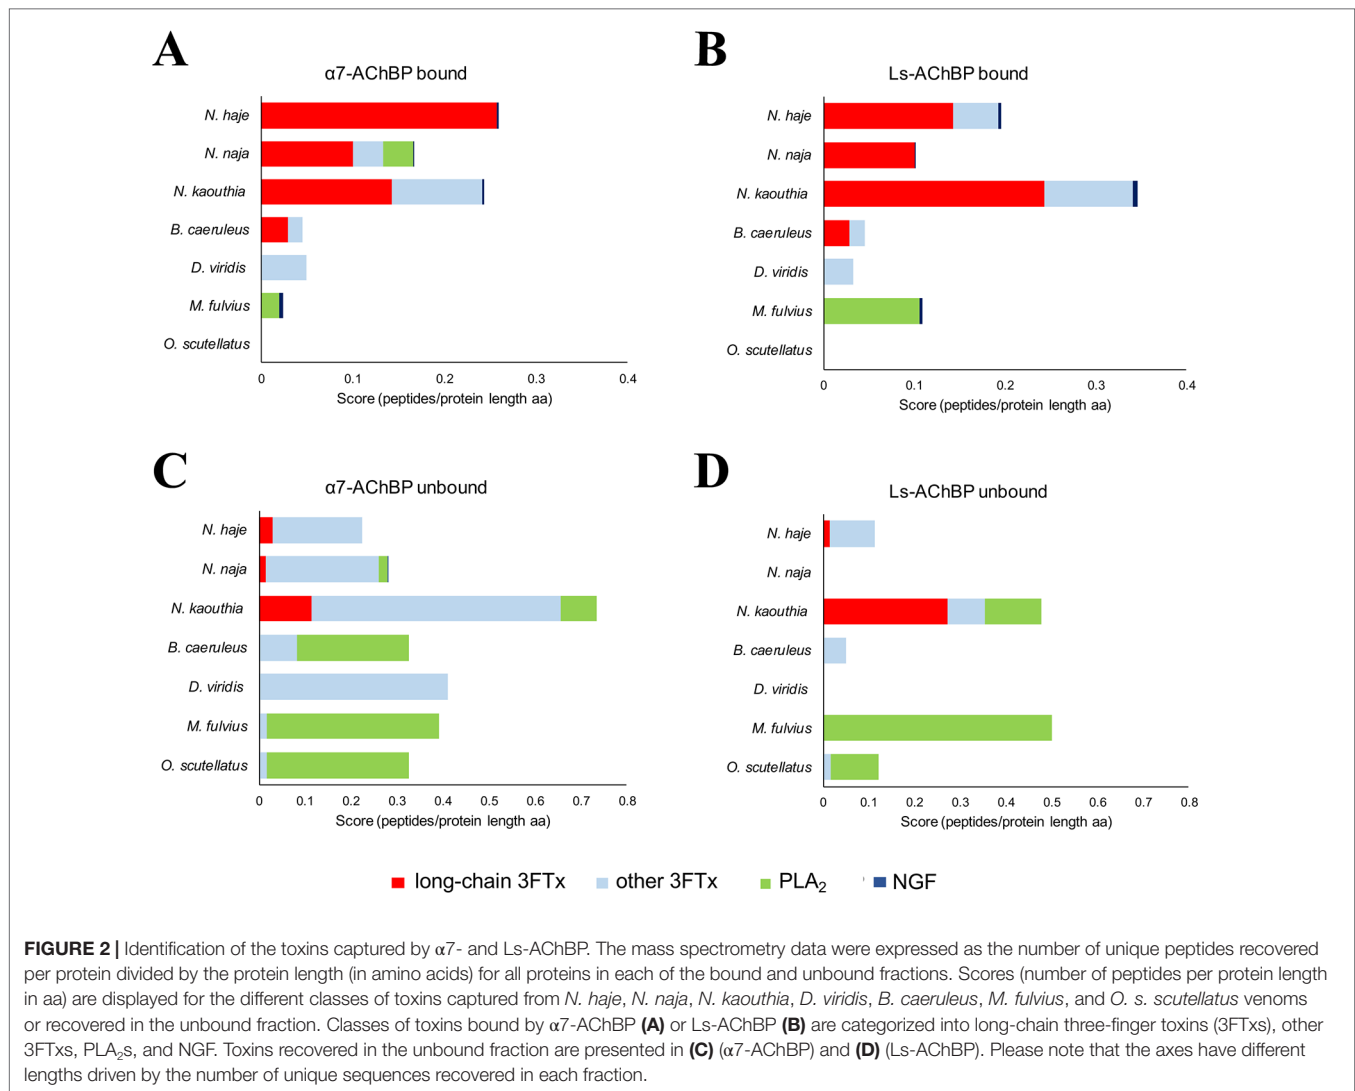 A
α7-AChBP bound
N. haje
N. naja
N. kaouthia
B. caeruleus
D. viridis
M. fulvius
O. scutellatus
0 0.1 0.2 0.3 0.4
Score (peptides/protein length aa)
B
Ls-AChBP bound
N. haje
N. naja
N. kaouthia
B. caeruleus
D. viridis
M. fulvius
O. scutellatus
0 0.1 0.2 0.3 0.4
Score (peptides/protein length aa)
C
α7-AChBP unbound
N. haje
N. naja
N. kaouthia
B. caeruleus
D. viridis
M. fulvius
O. scutellatus
0 0.1 0.2 0.3 0.4 0.5 0.6 0.7 0.8
Score (peptides/protein length aa)
D
Ls-AChBP unbound
N. haje
N. naja
N. kaouthia
B. caeruleus
D. viridis
M. fulvius
O. scutellatus
0 0.1 0.2 0.3 0.4 0.5 0.6 0.7 0.8
Score (peptides/protein length aa)
long-chain 3FTx other 3FTx PLA₂ NGF
FIGURE 2 | Identification of the toxins captured by α7- and Ls-AChBP. The mass spectrometry data were expressed as the number of unique peptides recovered
per protein divided by the protein length (in amino acids) for all proteins in each of the bound and unbound fractions. Scores (number of peptides per protein length
in aa) are displayed for the different classes of toxins captured from N. haje, N. naja, N. kaouthia, D. viridis, B. caeruleus, M. fulvius, and O. s. scutellatus venoms
or recovered in the unbound fraction. Classes of toxins bound by α7-AChBP (A) or Ls-AChBP (B) are categorized into long-chain three-finger toxins (3FTxs), other
3FTxs, PLA₂s, and NGF. Toxins recovered in the unbound fraction are presented in (C) (α7-AChBP) and (D) (Ls-AChBP). Please note that the axes have different
lengths driven by the number of unique sequences recovered in each fraction.